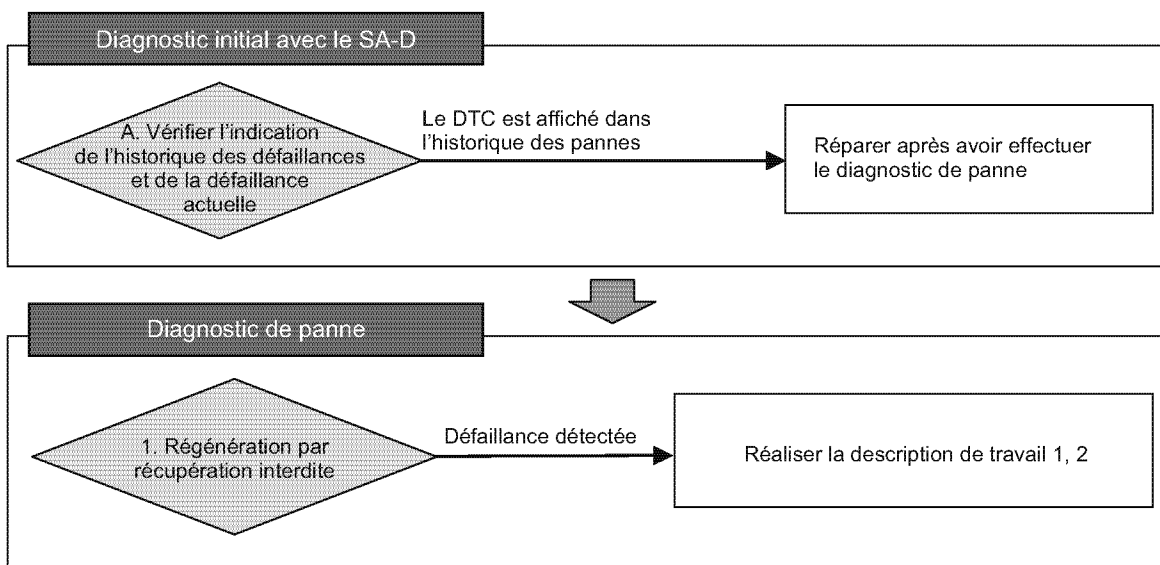 Diagnostic initial avec le SA-D
A. Vérifier l'indication
de l'historique des défaillances
et de la défaillance
actuelle
Le DTC est affiché dans
l'historique des pannes
Réparer après avoir effectuer
le diagnostic de panne
Diagnostic de panne
1. Régénération par
récupération interdite
Défaillance détectée
Réaliser la description de travail 1, 2